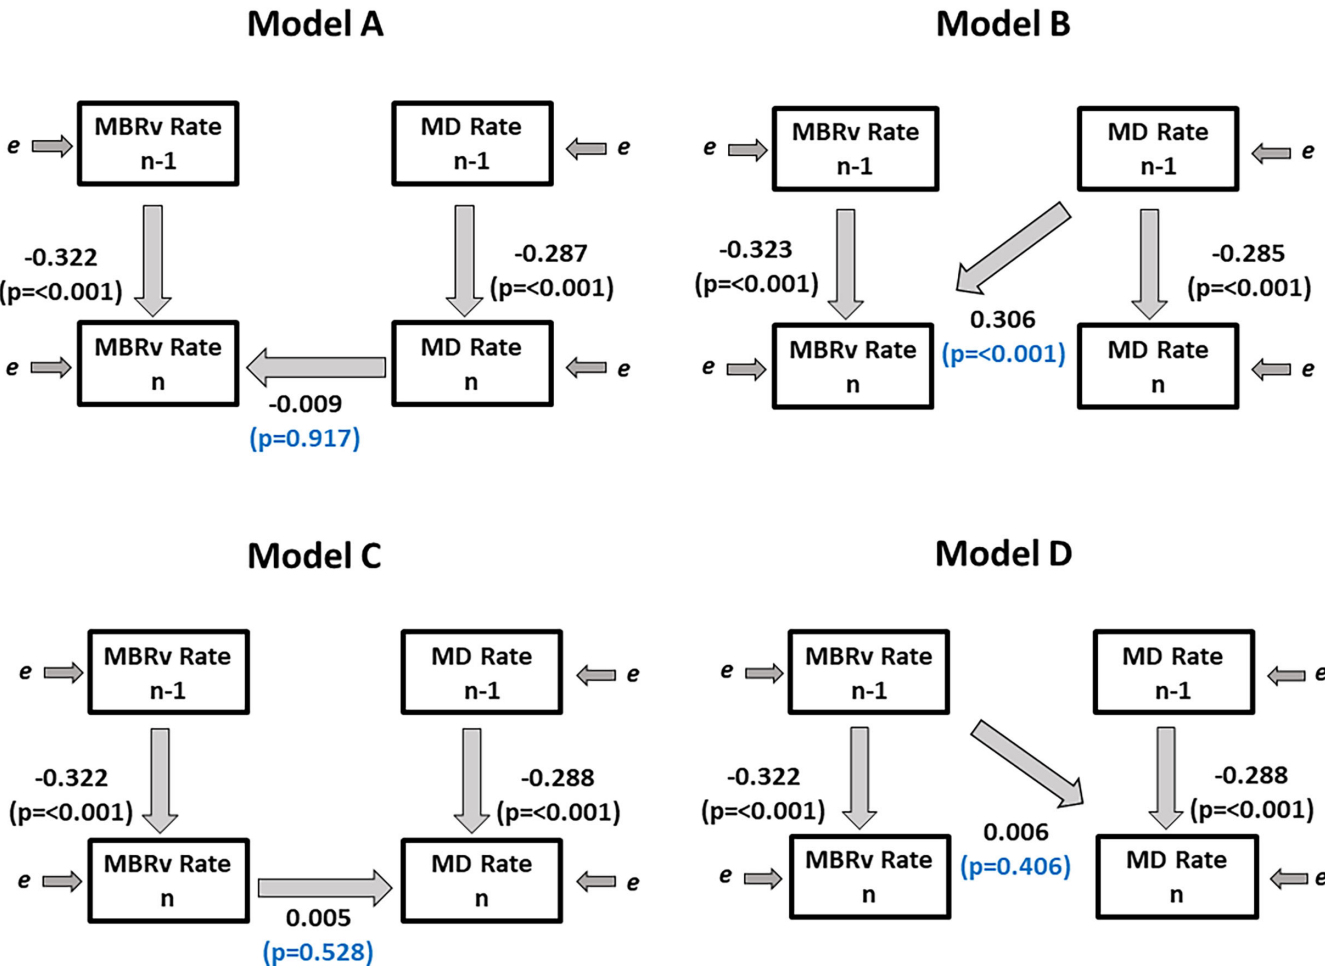 Model A
MBRv Rate
n-1
MD Rate
n-1
e
e
-0.322
(p=<0.001)
-0.287
(p=<0.001)
MBRv Rate
n
MD Rate
n
e
e
-0.009
(p=0.917)
Model B
MBRv Rate
n-1
MD Rate
n-1
e
e
-0.323
(p=<0.001)
-0.285
(p=<0.001)
0.306
(p=<0.001)
MBRv Rate
n
MD Rate
n
e
e
Model C
MBRv Rate
n-1
MD Rate
n-1
e
e
-0.322
(p=<0.001)
-0.288
(p=<0.001)
MBRv Rate
n
MD Rate
n
e
e
0.005
(p=0.528)
Model D
MBRv Rate
n-1
MD Rate
n-1
e
e
-0.322
(p=<0.001)
-0.288
(p=<0.001)
0.006
(p=0.406)
MBRv Rate
n
MD Rate
n
e
e